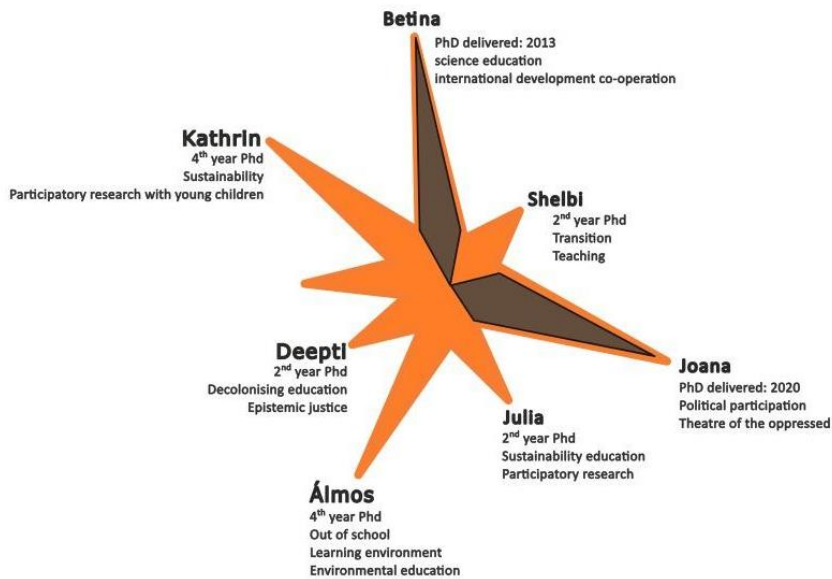 Betina
PhD delivered: 2013
science education
international development co-operation
Kathrin
4th year Phd
Sustainability
Participatory research with young children
Shelbi
2nd year Phd
Transition
Teaching
Deepti
2nd year Phd
Decolonising education
Epistemic justice
Joana
PhD delivered: 2020
Political participation
Theatre of the oppressed
Julia
2nd year Phd
Sustainability education
Participatory research
Álmos
4th year Phd
Out of school
Learning environment
Environmental education